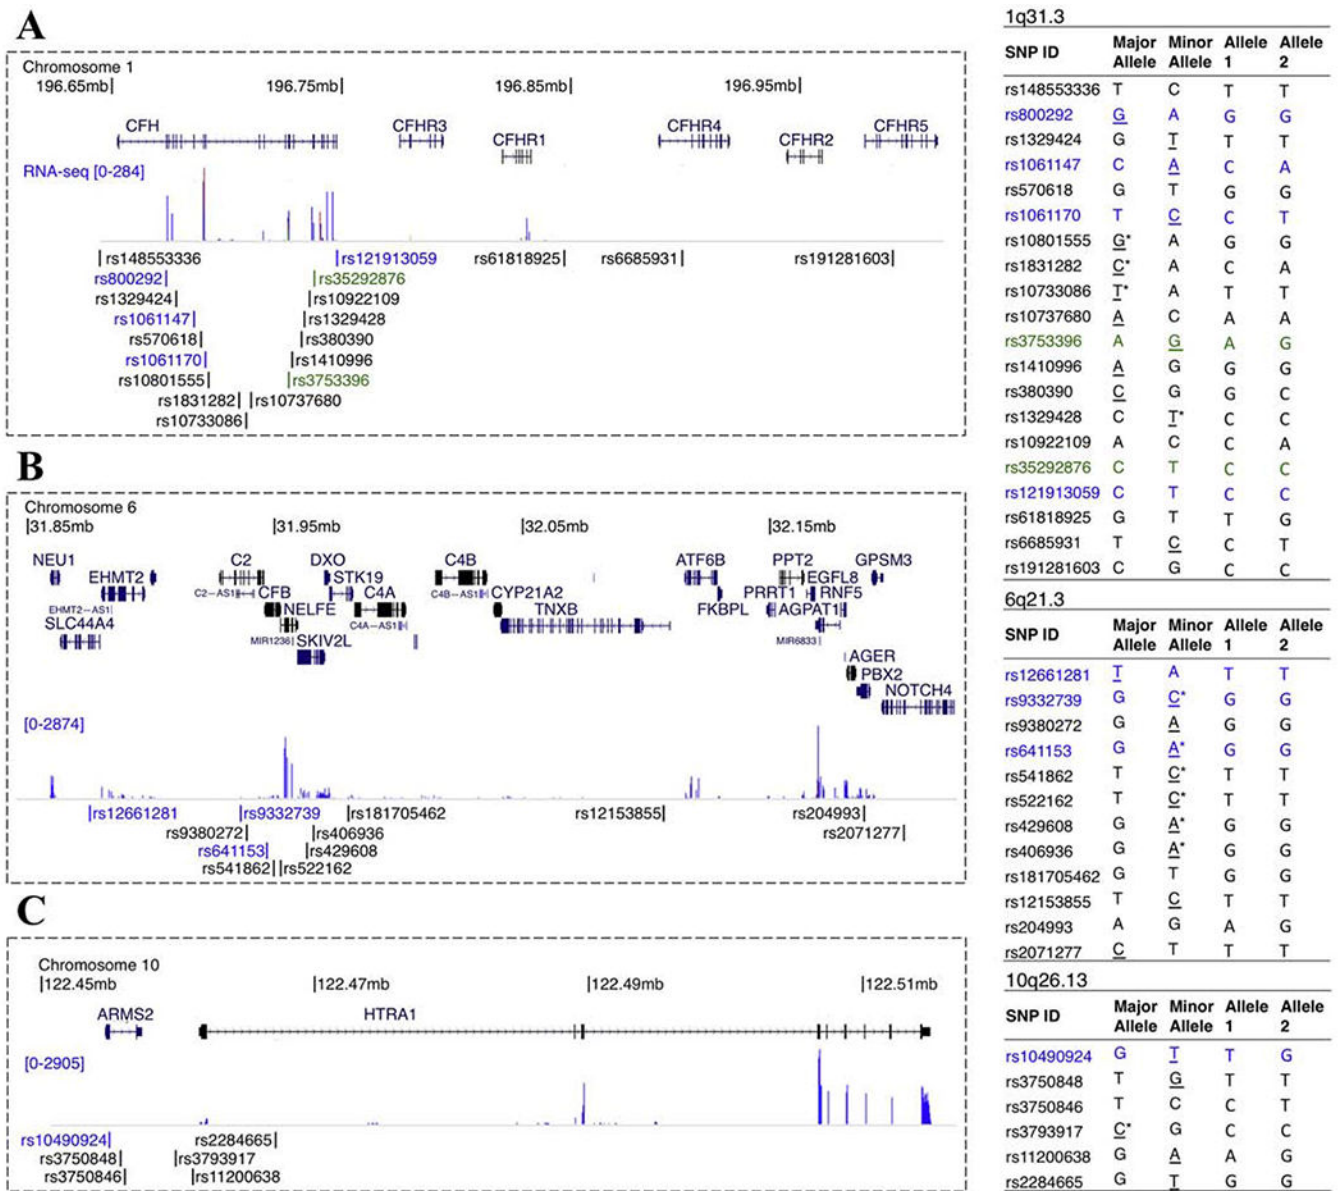 A
Chromosome 1
196.65mb| 196.75mb| 196.85mb| 196.95mb|
CFH CFHR3 CFHR1 CFHR4 CFHR2 CFHR5
RNA-seq [0-284]
rs148553336 rs121913059 rs61818925 rs6685931 rs191281603
rs800292 rs35292876
rs1329424 rs10922109
rs1061147 rs1329428
rs570618 rs380390
rs1061170 rs1410996
rs10801555 rs3753396
rs1831282 rs10737680
rs10733086
B
Chromosome 6
|31.85mb |31.95mb |32.05mb |32.15mb
NEU1 C2 DXO C4B ATF6B PPT2 GPSM3
EHMT2 STK19 EGFL8
C2-AS1 CFB C4A C4B-AS1 CYP21A2 PRRT1 RNF5
EHMT2-AS1 NELFE TNXB FKBPL AGPAT1
SLC44A4 C4A-AS1
MIR1236 SKIV2L MIR6833
AGER
PBX2
NOTCH4
[0-2874]
rs12661281 rs9332739 rs181705462 rs12153855 rs204993
rs9380272 rs406936 rs2071277
rs641153 rs429608
rs541862 rs522162
C
Chromosome 10
|122.45mb |122.47mb |122.49mb |122.51mb
ARMS2 HTRA1
[0-2905]
rs10490924 rs2284665
rs3750848 rs3793917
rs3750846 rs11200638
1q31.3
SNP ID Major Allele Minor Allele Allele 1 Allele 2
rs148553336 T C T T
rs800292 G A G G
rs1329424 G T T T
rs1061147 C A C A
rs570618 G T G G
rs1061170 T C C T
rs10801555 G* A G G
rs1831282 C* A C A
rs10733086 T* A T T
rs10737680 A C A A
rs3753396 A G A G
rs1410996 A G G G
rs380390 C G G C
rs1329428 C T* C C
rs10922109 A C C A
rs35292876 C T C C
rs121913059 C T C C
rs61818925 G T T G
rs6685931 T C C T
rs191281603 C G C C
6q21.3
SNP ID Major Allele Minor Allele Allele 1 Allele 2
rs12661281 T A T T
rs9332739 G C* G G
rs9380272 G A G G
rs641153 G A* G G
rs541862 T C* T T
rs522162 T C* T T
rs429608 G A* G G
rs406936 G A* G G
rs181705462 G T G G
rs12153855 T C T T
rs204993 A G A G
rs2071277 C T T T
10q26.13
SNP ID Major Allele Minor Allele Allele 1 Allele 2
rs10490924 G T T G
rs3750848 T G T T
rs3750846 T C C T
rs3793917 C* G C C
rs11200638 G A A G
rs2284665 G T G G